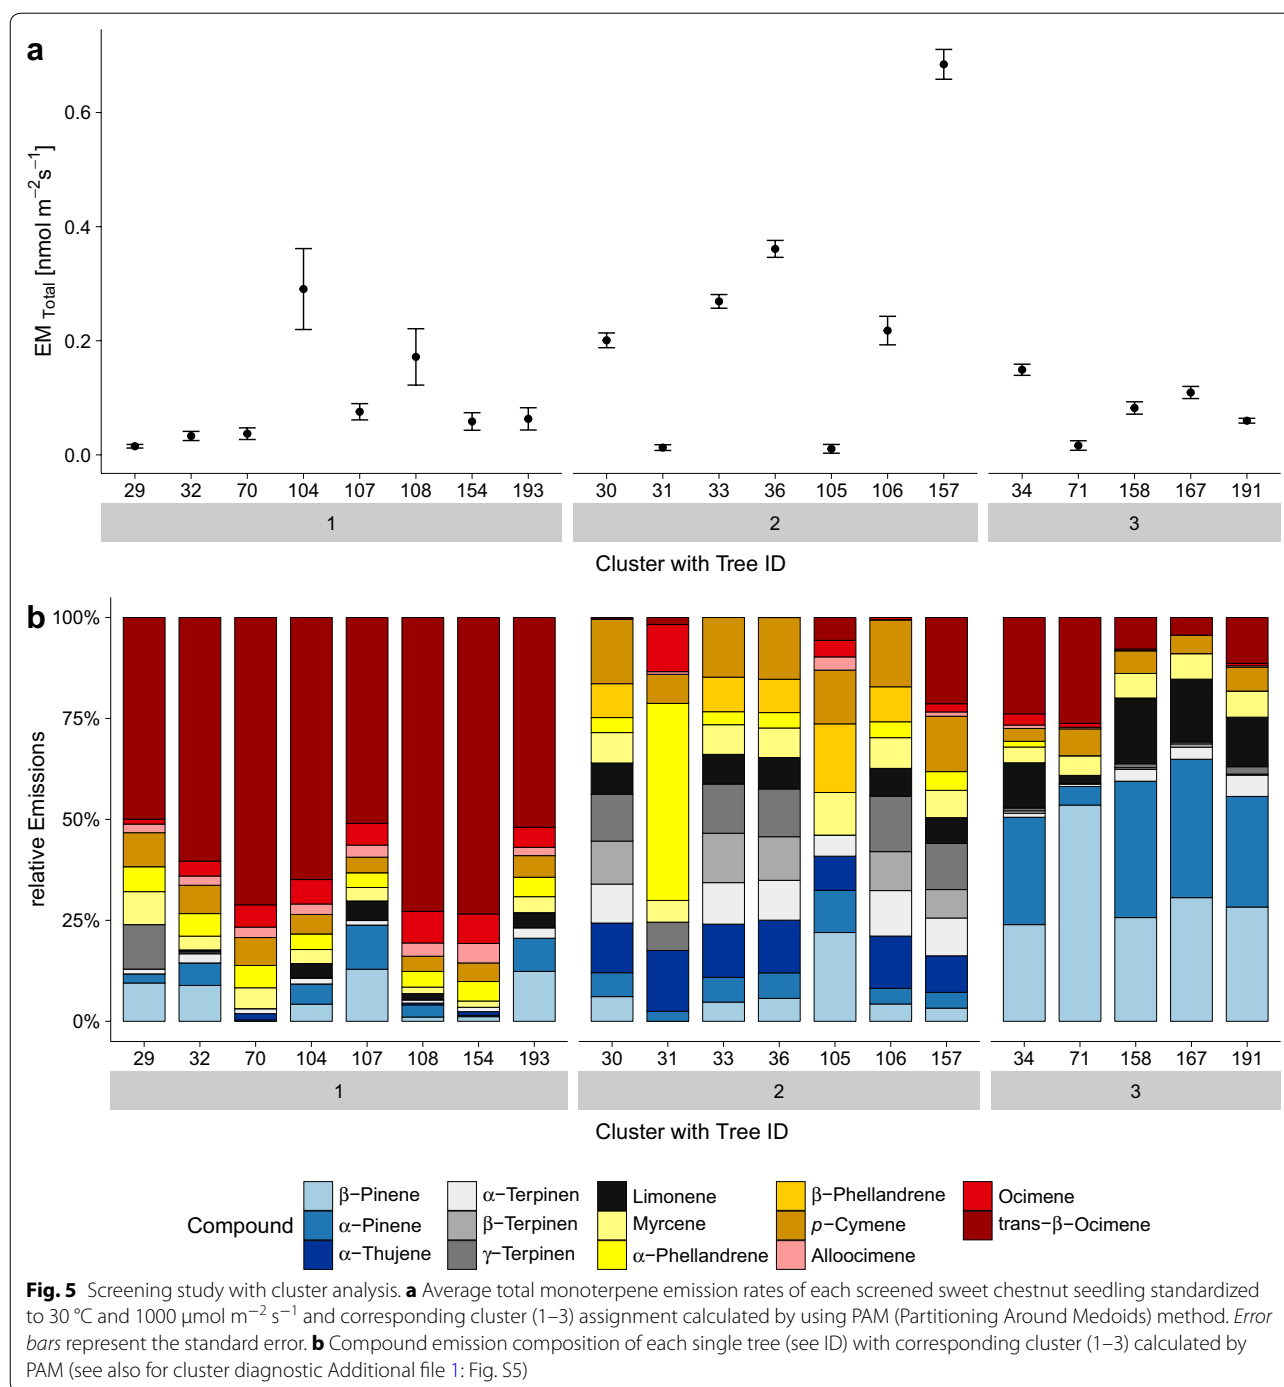 a
0.6
0.4
0.2
0.0
EM Total [nmol m−2s−1]
29 32 70 104 107 108 154 193 30 31 33 36 105 106 157 34 71 158 167 191
1 2 3
Cluster with Tree ID
b
100%
75%
50%
25%
0%
relative Emissions
29 32 70 104 107 108 154 193 30 31 33 36 105 106 157 34 71 158 167 191
1 2 3
Cluster with Tree ID
Compound
β−Pinene α−Terpinen Limonene β−Phellandrene Ocimene
α−Pinene β−Terpinen Myrcene p−Cymene trans−β−Ocimene
α−Thujene γ−Terpinen α−Phellandrene Alloocimene
Fig. 5 Screening study with cluster analysis. a Average total monoterpene emission rates of each screened sweet chestnut seedling standardized
to 30 °C and 1000 μmol m−2 s−1 and corresponding cluster (1–3) assignment calculated by using PAM (Partitioning Around Medoids) method. Error
bars represent the standard error. b Compound emission composition of each single tree (see ID) with corresponding cluster (1–3) calculated by
PAM (see also for cluster diagnostic Additional file 1: Fig. S5)